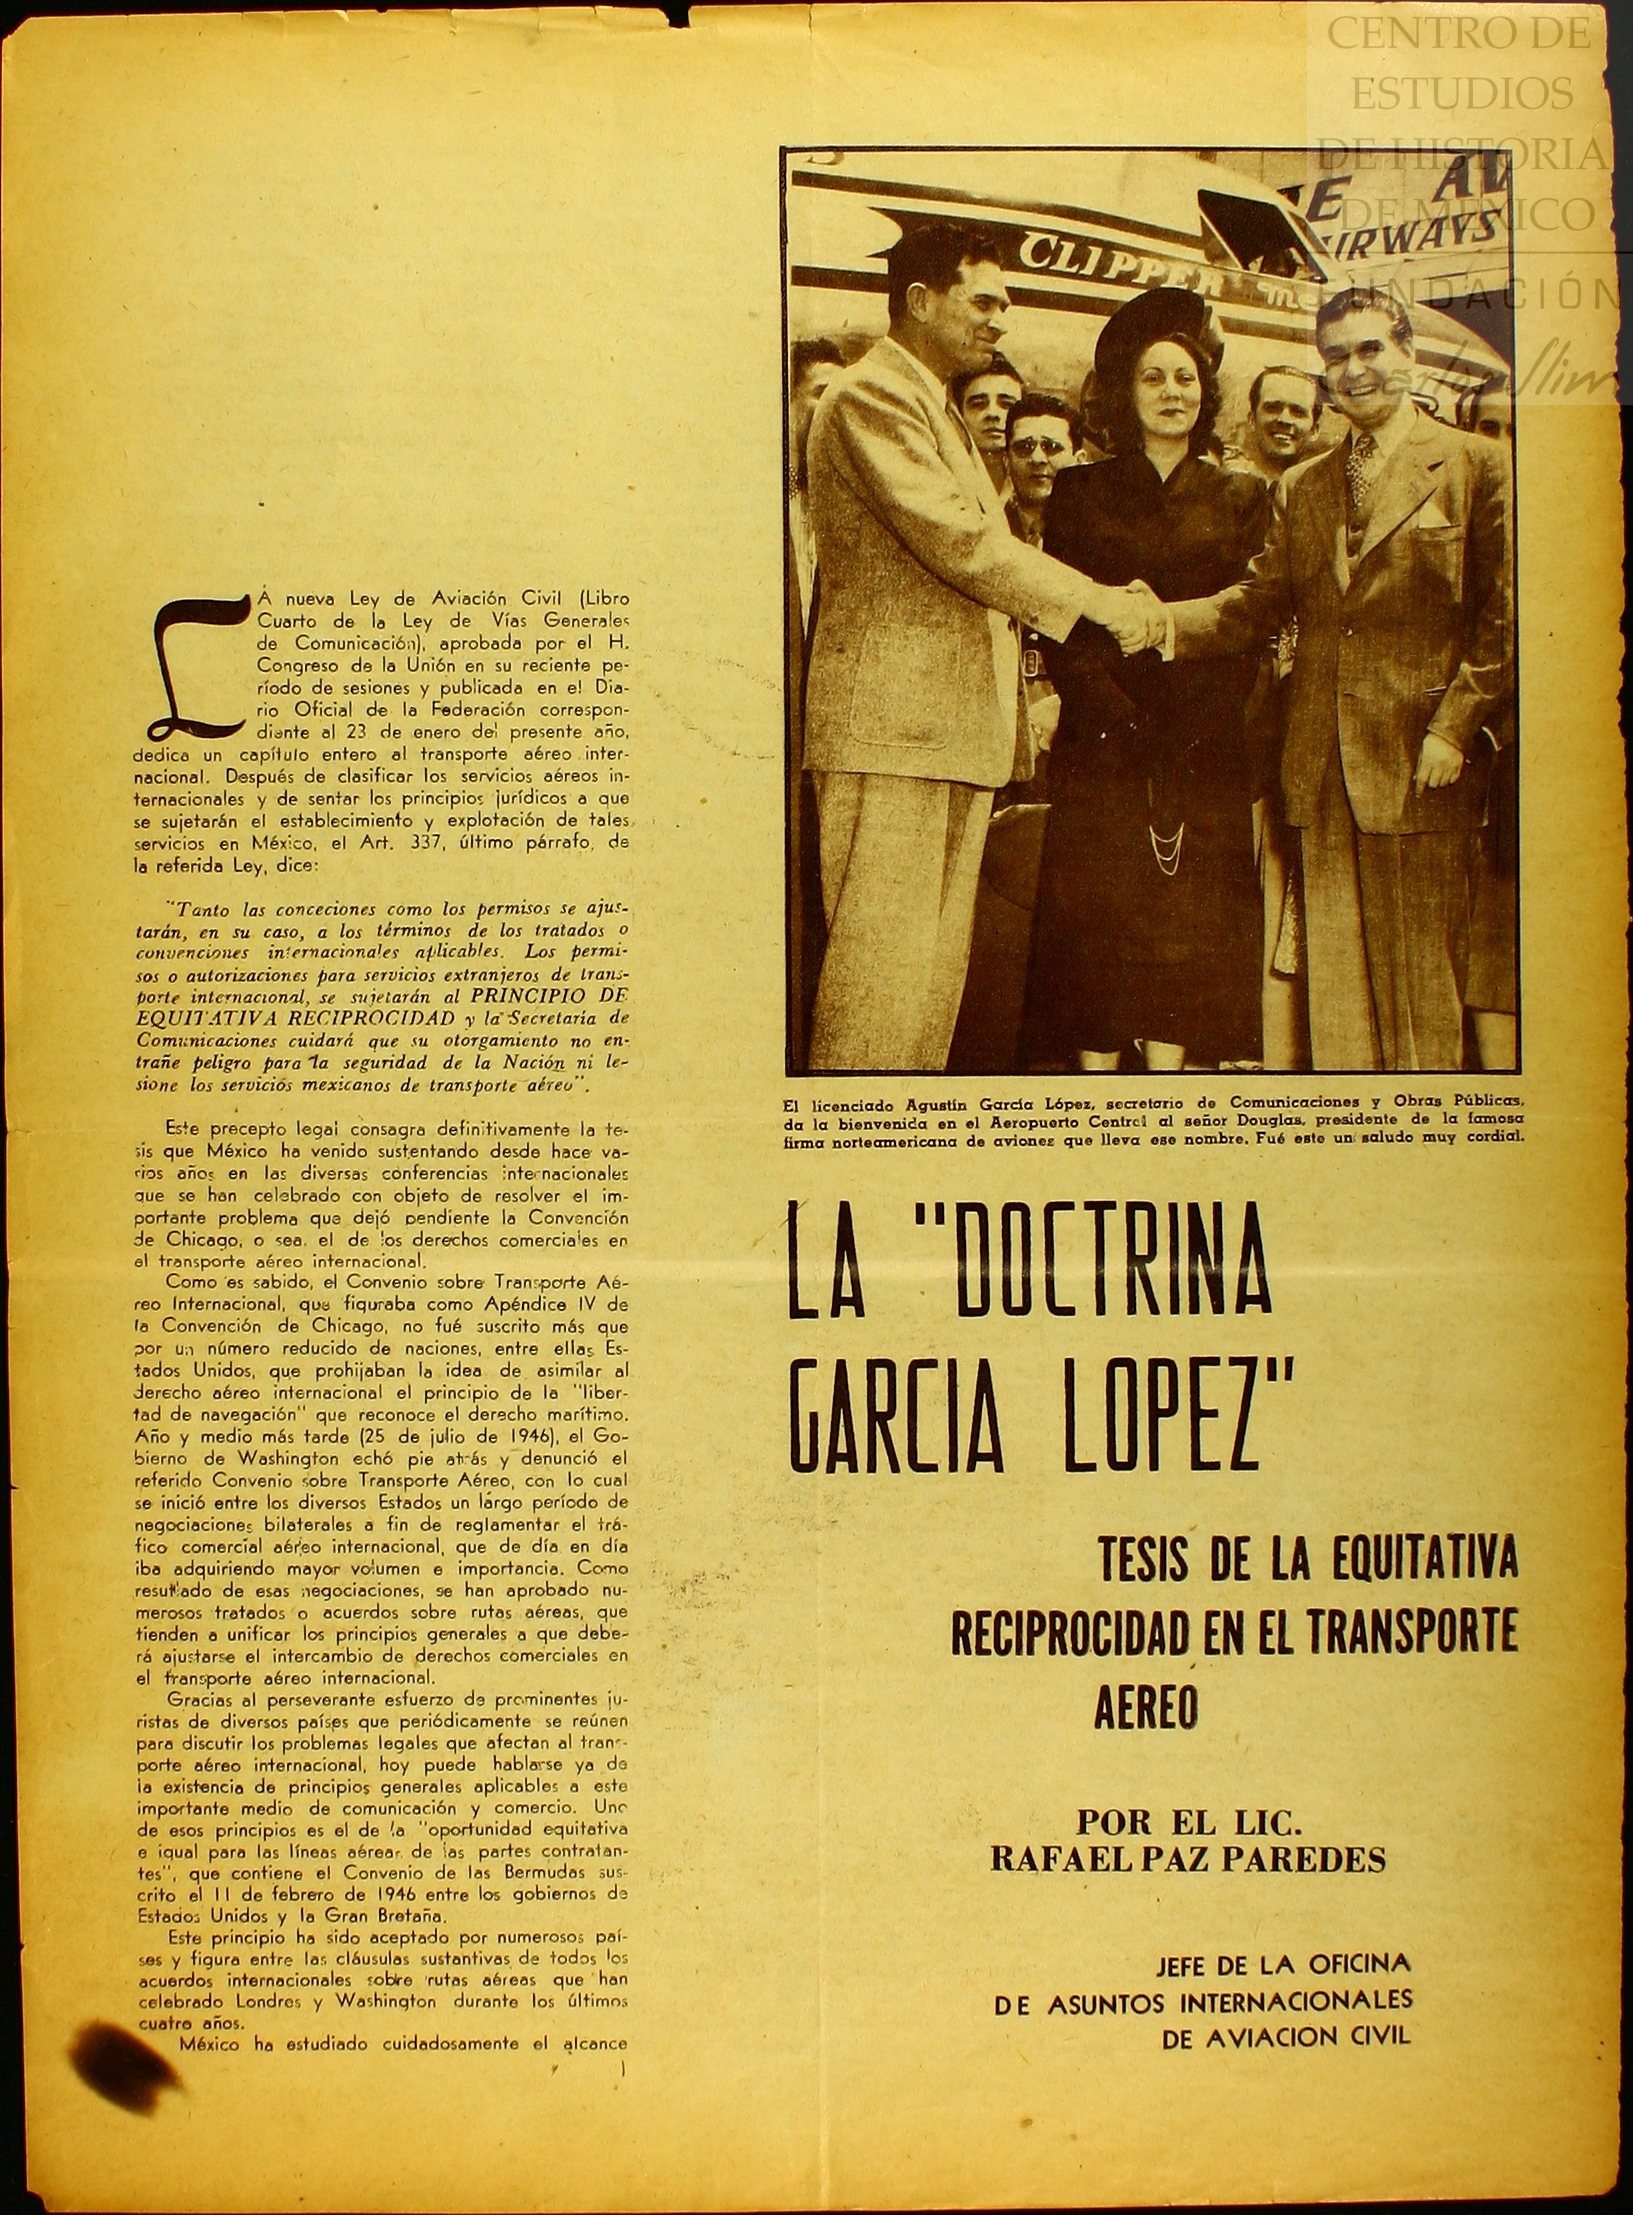 CENTRO DE
ESTUDIOS
DE HISTORIA
DE MEXICO
FUNDACIÓN
Carlos Slim
E AV
IRWAYS
CLIPPER
LA nueva Ley de Aviación Civil (Libro
Cuarto de la Ley de Vías Generales
de Comunicación), aprobada por el H.
Congreso de la Unión en su reciente pe-
ríodo de sesiones y publicada en el Dia-
rio Oficial de la Federación correspon-
diente al 23 de enero del presente año,
dedica un capítulo entero al transporte aéreo inter-
nacional. Después de clasificar los servicios aéreos in-
ternacionales y de sentar los principios jurídicos a que
se sujetarán el establecimiento y explotación de tales
servicios en México, el Art. 337, último párrafo, de
la referida Ley, dice:
"Tanto las conceciones como los permisos se ajus-
tarán, en su caso, a los términos de los tratados o
convenciones internacionales aplicables. Los permi-
sos o autorizaciones para servicios extranjeros de trans-
porte internacional, se sujetarán al PRINCIPIO DE
EQUITATIVA RECIPROCIDAD y la Secretaría de
Comunicaciones cuidará que su otorgamiento no en-
trañe peligro para la seguridad de la Nación ni le-
sione los servicios mexicanos de transporte aéreo".
Este precepto legal consagra definitivamente la te-
sis que México ha venido sustentando desde hace va-
rios años en las diversas conferencias internacionales
que se han celebrado con objeto de resolver el im-
portante problema que dejó pendiente la Convención
de Chicago, o sea, el de los derechos comerciales en
el transporte aéreo internacional.
Como es sabido, el Convenio sobre Transporte Aé-
reo Internacional, que figuraba como Apéndice IV de
la Convención de Chicago, no fué suscrito más que
por un número reducido de naciones, entre ellas Es-
tados Unidos, que prohijaban la idea de asimilar al
derecho aéreo internacional el principio de la "liber-
tad de navegación" que reconoce el derecho marítimo.
Año y medio más tarde (25 de julio de 1946), el Go-
bierno de Washington echó pie atrás y denunció el
referido Convenio sobre Transporte Aéreo, con lo cual
se inició entre los diversos Estados un largo período de
negociaciones bilaterales a fin de reglamentar el trá-
fico comercial aéreo internacional, que de día en día
iba adquiriendo mayor volumen e importancia. Como
resultado de esas negociaciones, se han aprobado nu-
merosos tratados o acuerdos sobre rutas aéreas, que
tienden a unificar los principios generales a que debe-
rá ajustarse el intercambio de derechos comerciales en
el transporte aéreo internacional.
Gracias al perseverante esfuerzo de prominentes ju-
ristas de diversos países que periódicamente se reúnen
para discutir los problemas legales que afectan al trans-
porte aéreo internacional, hoy puede hablarse ya de
la existencia de principios generales aplicables a este
importante medio de comunicación y comercio. Uno
de esos principios es el de la "oportunidad equitativa
e igual para las líneas aéreas de las partes contratan-
tes", que contiene el Convenio de las Bermudas sus-
crito el 11 de febrero de 1946 entre los gobiernos de
Estados Unidos y la Gran Bretaña.
Este principio ha sido aceptado por numerosos paí-
ses y figura entre las cláusulas sustantivas de todos los
acuerdos internacionales sobre rutas aéreas que han
celebrado Londres y Washington durante los últimos
cuatro años.
México ha estudiado cuidadosamente el alcance
El licenciado Agustín García López, secretario de Comunicaciones y Obras Públicas,
da la bienvenida en el Aeropuerto Central al señor Douglas, presidente de la famosa
firma norteamericana de aviones que lleva ese nombre. Fué este un saludo muy cordial.
LA "DOCTRINA
GARCIA LOPEZ"
TESIS DE LA EQUITATIVA
RECIPROCIDAD EN EL TRANSPORTE
AEREO
POR EL LIC.
RAFAEL PAZ PAREDES
JEFE DE LA OFICINA
DE ASUNTOS INTERNACIONALES
DE AVIACION CIVIL